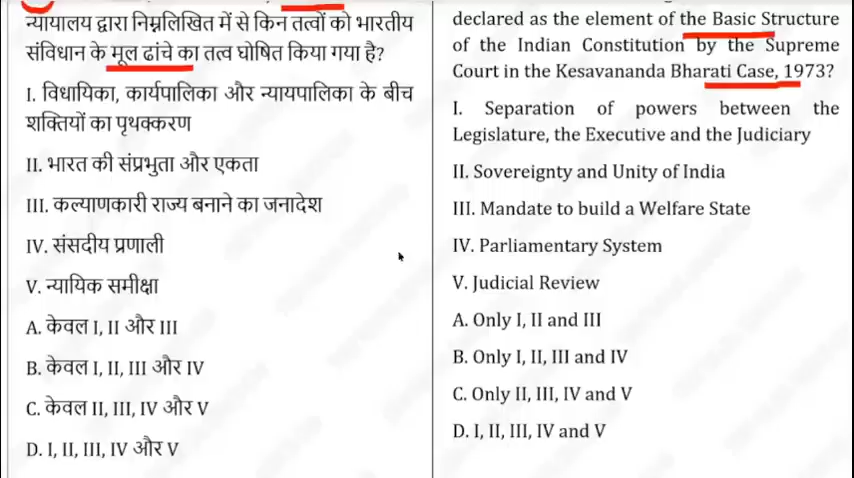 न्यायालय द्वारा निम्नलिखित में से किन तत्वों को भारतीय
संविधान के मूल ढांचे का तत्व घोषित किया गया है?
I. विधायिका, कार्यपालिका और न्यायपालिका के बीच
शक्तियों का पृथक्करण
II. भारत की संप्रभुता और एकता
III. कल्याणकारी राज्य बनाने का जनादेश
IV. संसदीय प्रणाली
V. न्यायिक समीक्षा
A. केवल I, II और III
B. केवल I, II, III और IV
C. केवल II, III, IV और V
D. I, II, III, IV और V
declared as the element of the Basic Structure
of the Indian Constitution by the Supreme
Court in the Kesavananda Bharati Case, 1973?
I. Separation of powers between the
Legislature, the Executive and the Judiciary
II. Sovereignty and Unity of India
III. Mandate to build a Welfare State
IV. Parliamentary System
V. Judicial Review
A. Only I, II and III
B. Only I, II, III and IV
C. Only II, III, IV and V
D. I, II, III, IV and V